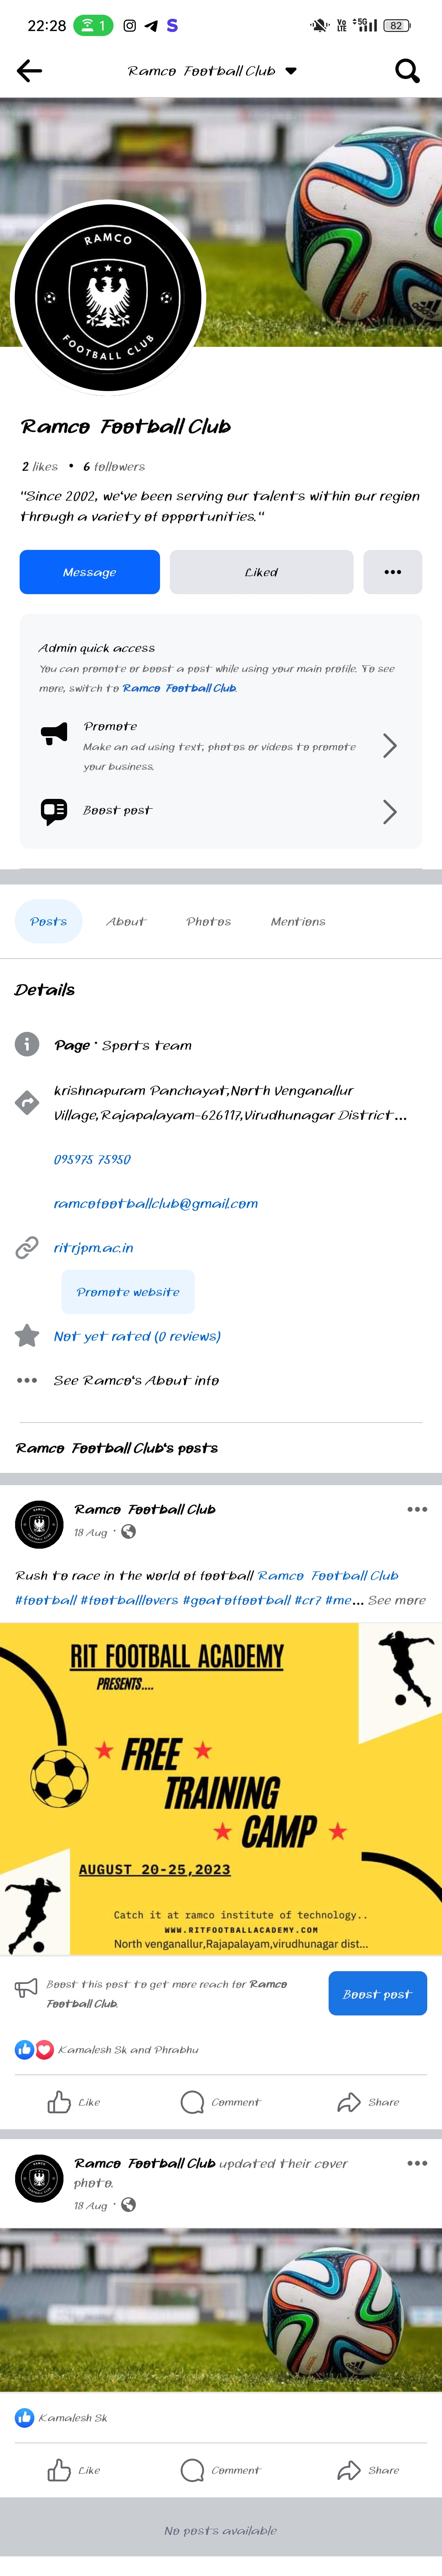 22:28 1 S Vo LTE 5G 82
Ramco Football Club
RAMCO
FOOTBALL CLUB
Ramco Football Club
2 likes • 6 followers
"Since 2002, we've been serving our talents within our region
through a variety of opportunities."
Message Liked
Admin quick access
You can promote or boost a post while using your main profile. To see
more, switch to Ramco Football Club.
Promote
Make an ad using text, photos or videos to promote
your business.
Boost post
Posts About Photos Mentions
Details
Page · Sports team
krishnapuram Panchayat,North Venganallur
Village,Rajapalayam-626117,Virudhunagar District...
095975 75950
ramcofootballclub@gmail.com
ritrjpm.ac.in
Promote website
Not yet rated (0 reviews)
See Ramco's About info
Ramco Football Club's posts
Ramco Football Club
18 Aug ·
Rush to race in the world of football Ramco Football Club
#football #footballlovers #goatoffootball #cr7 #me... See more
RIT FOOTBALL ACADEMY
PRESENTS....
FREE
TRAINING
CAMP
AUGUST 20-25,2023
Catch it at ramco institute of technology..
WWW.RITFOOTBALLACADEMY.COM
North venganallur,Rajapalayam,virudhunagar dist...
Boost this post to get more reach for Ramco
Football Club.
Boost post
Kamalesh Sk and Phrabhu
Like Comment Share
Ramco Football Club updated their cover
photo.
18 Aug ·
Kamalesh Sk
Like Comment Share
No posts available